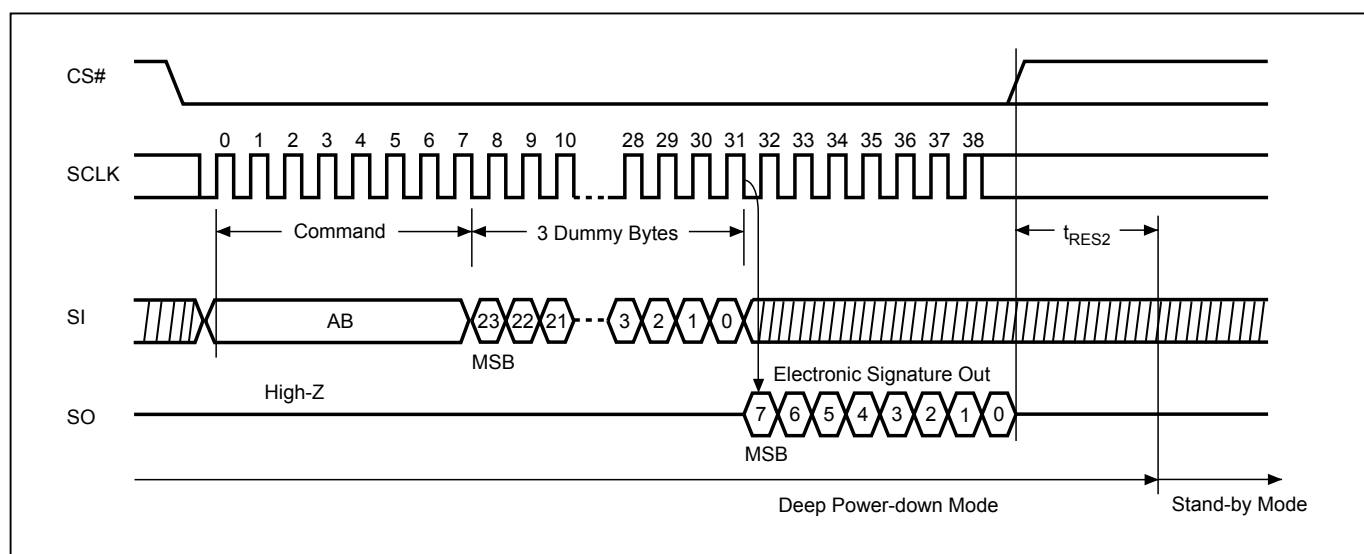 CS#
0 1 2 3 4 5 6 7 8 9 10 28 29 30 31 32 33 34 35 36 37 38
SCLK
Command 3 Dummy Bytes tRES2
SI AB 23 22 21 3 2 1 0
MSB
High-Z Electronic Signature Out
SO 7 6 5 4 3 2 1 0
MSB
Deep Power-down Mode Stand-by Mode